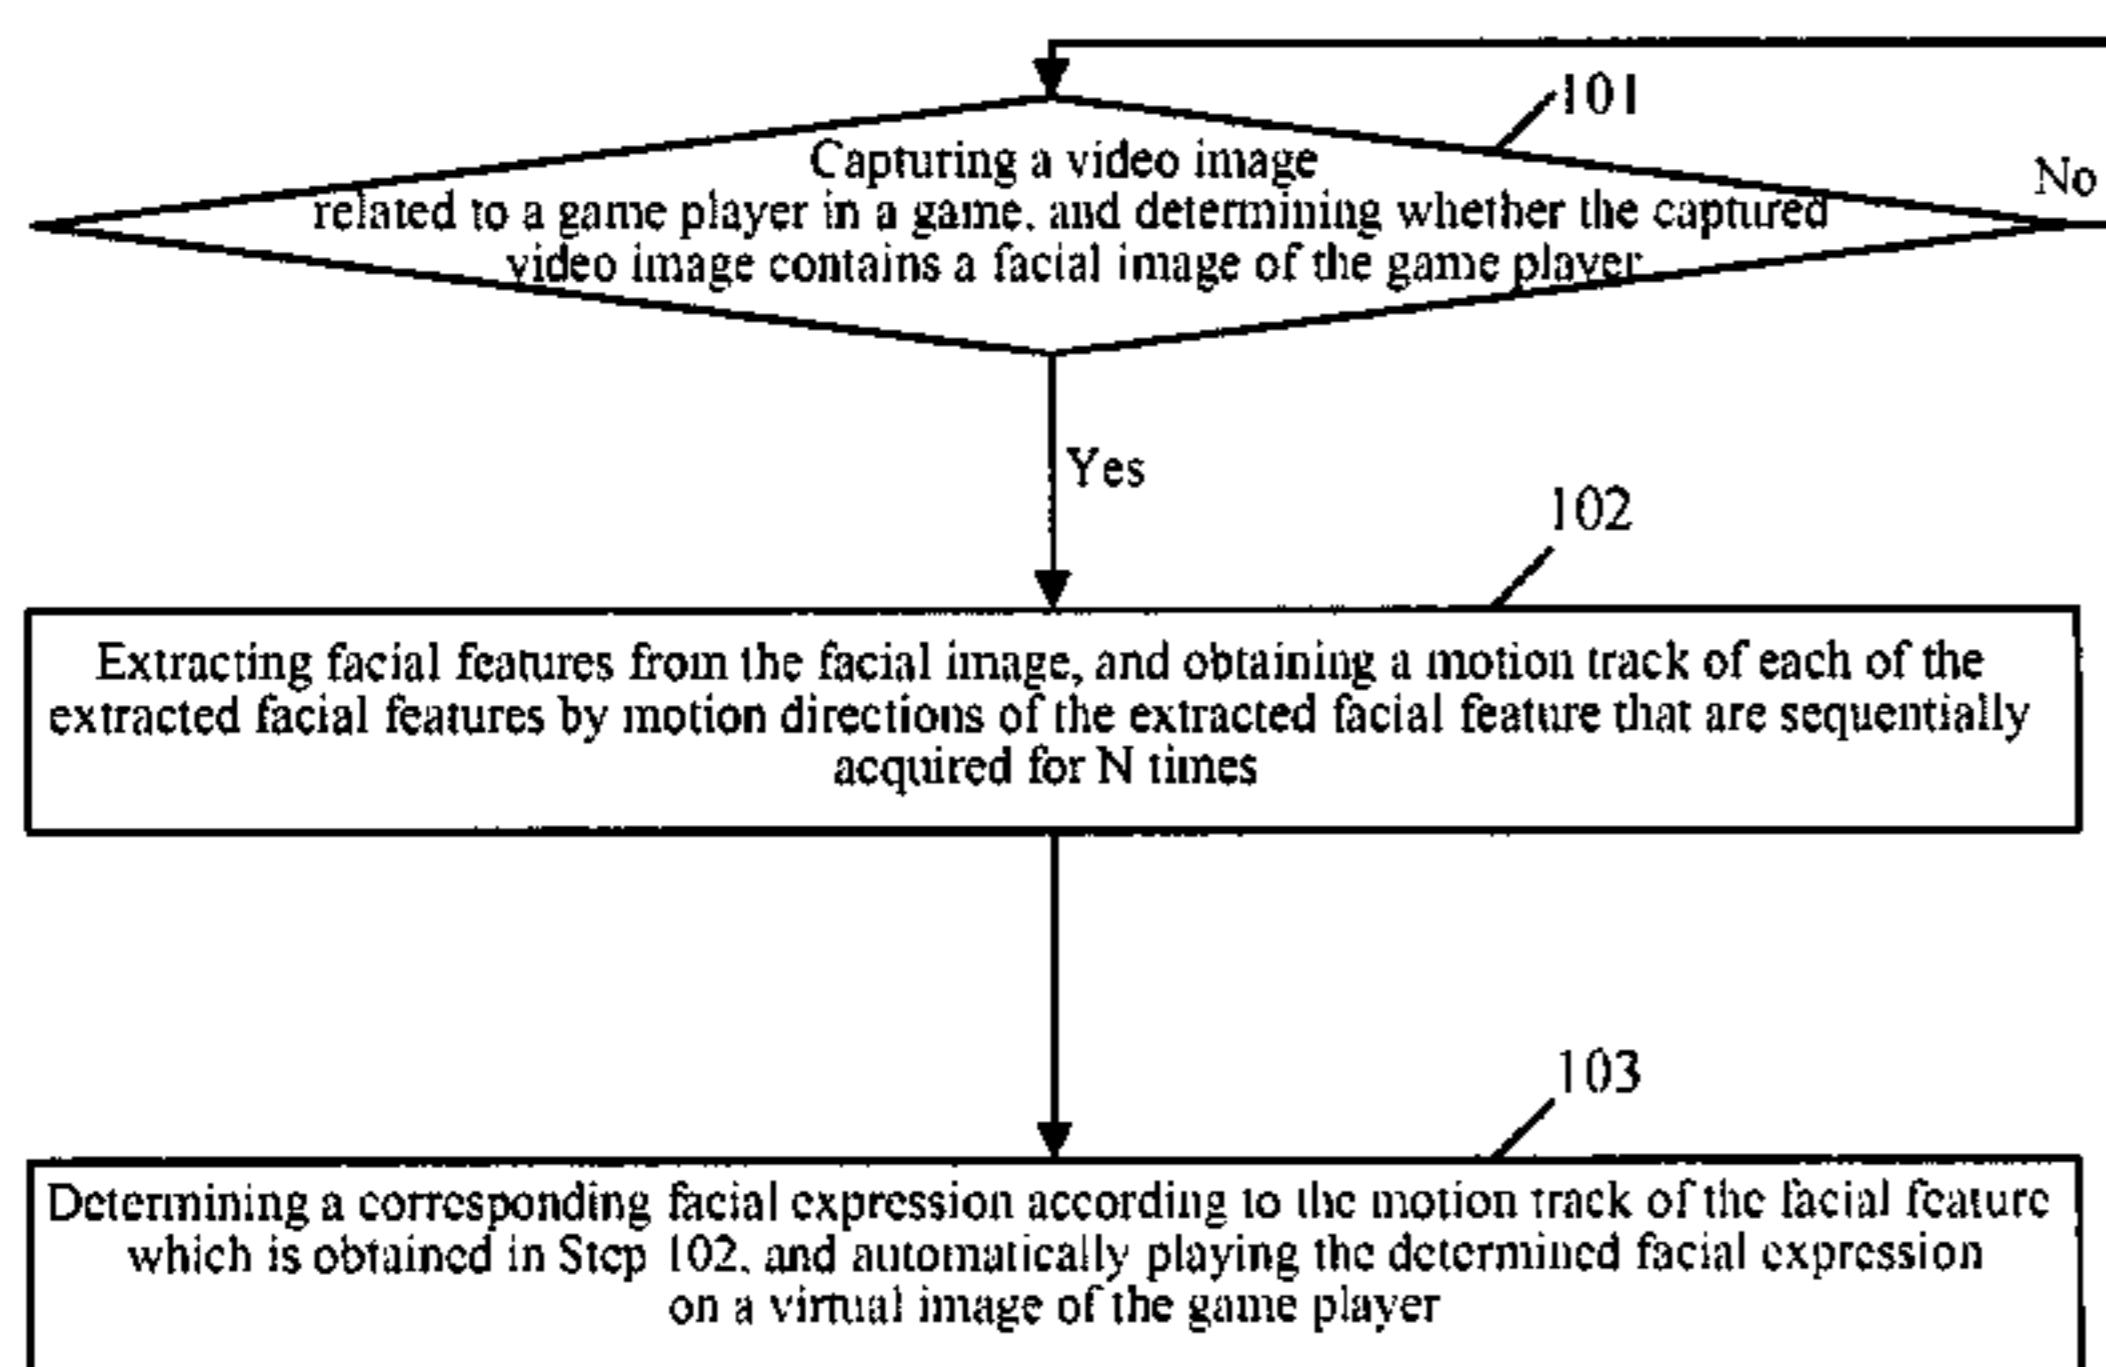 101
Capturing a video image
No
related to a game player in a game, and determining whether the captured
video image contains a facial image of the game player
Yes
102
Extracting facial features from the facial image, and obtaining a motion track of each of the
extracted facial features by motion directions of the extracted facial feature that are sequentially
acquired for N times
103
Determining a corresponding facial expression according to the motion track of the facial feature
which is obtained in Step 102, and automatically playing the determined facial expression
on a virtual image of the game player